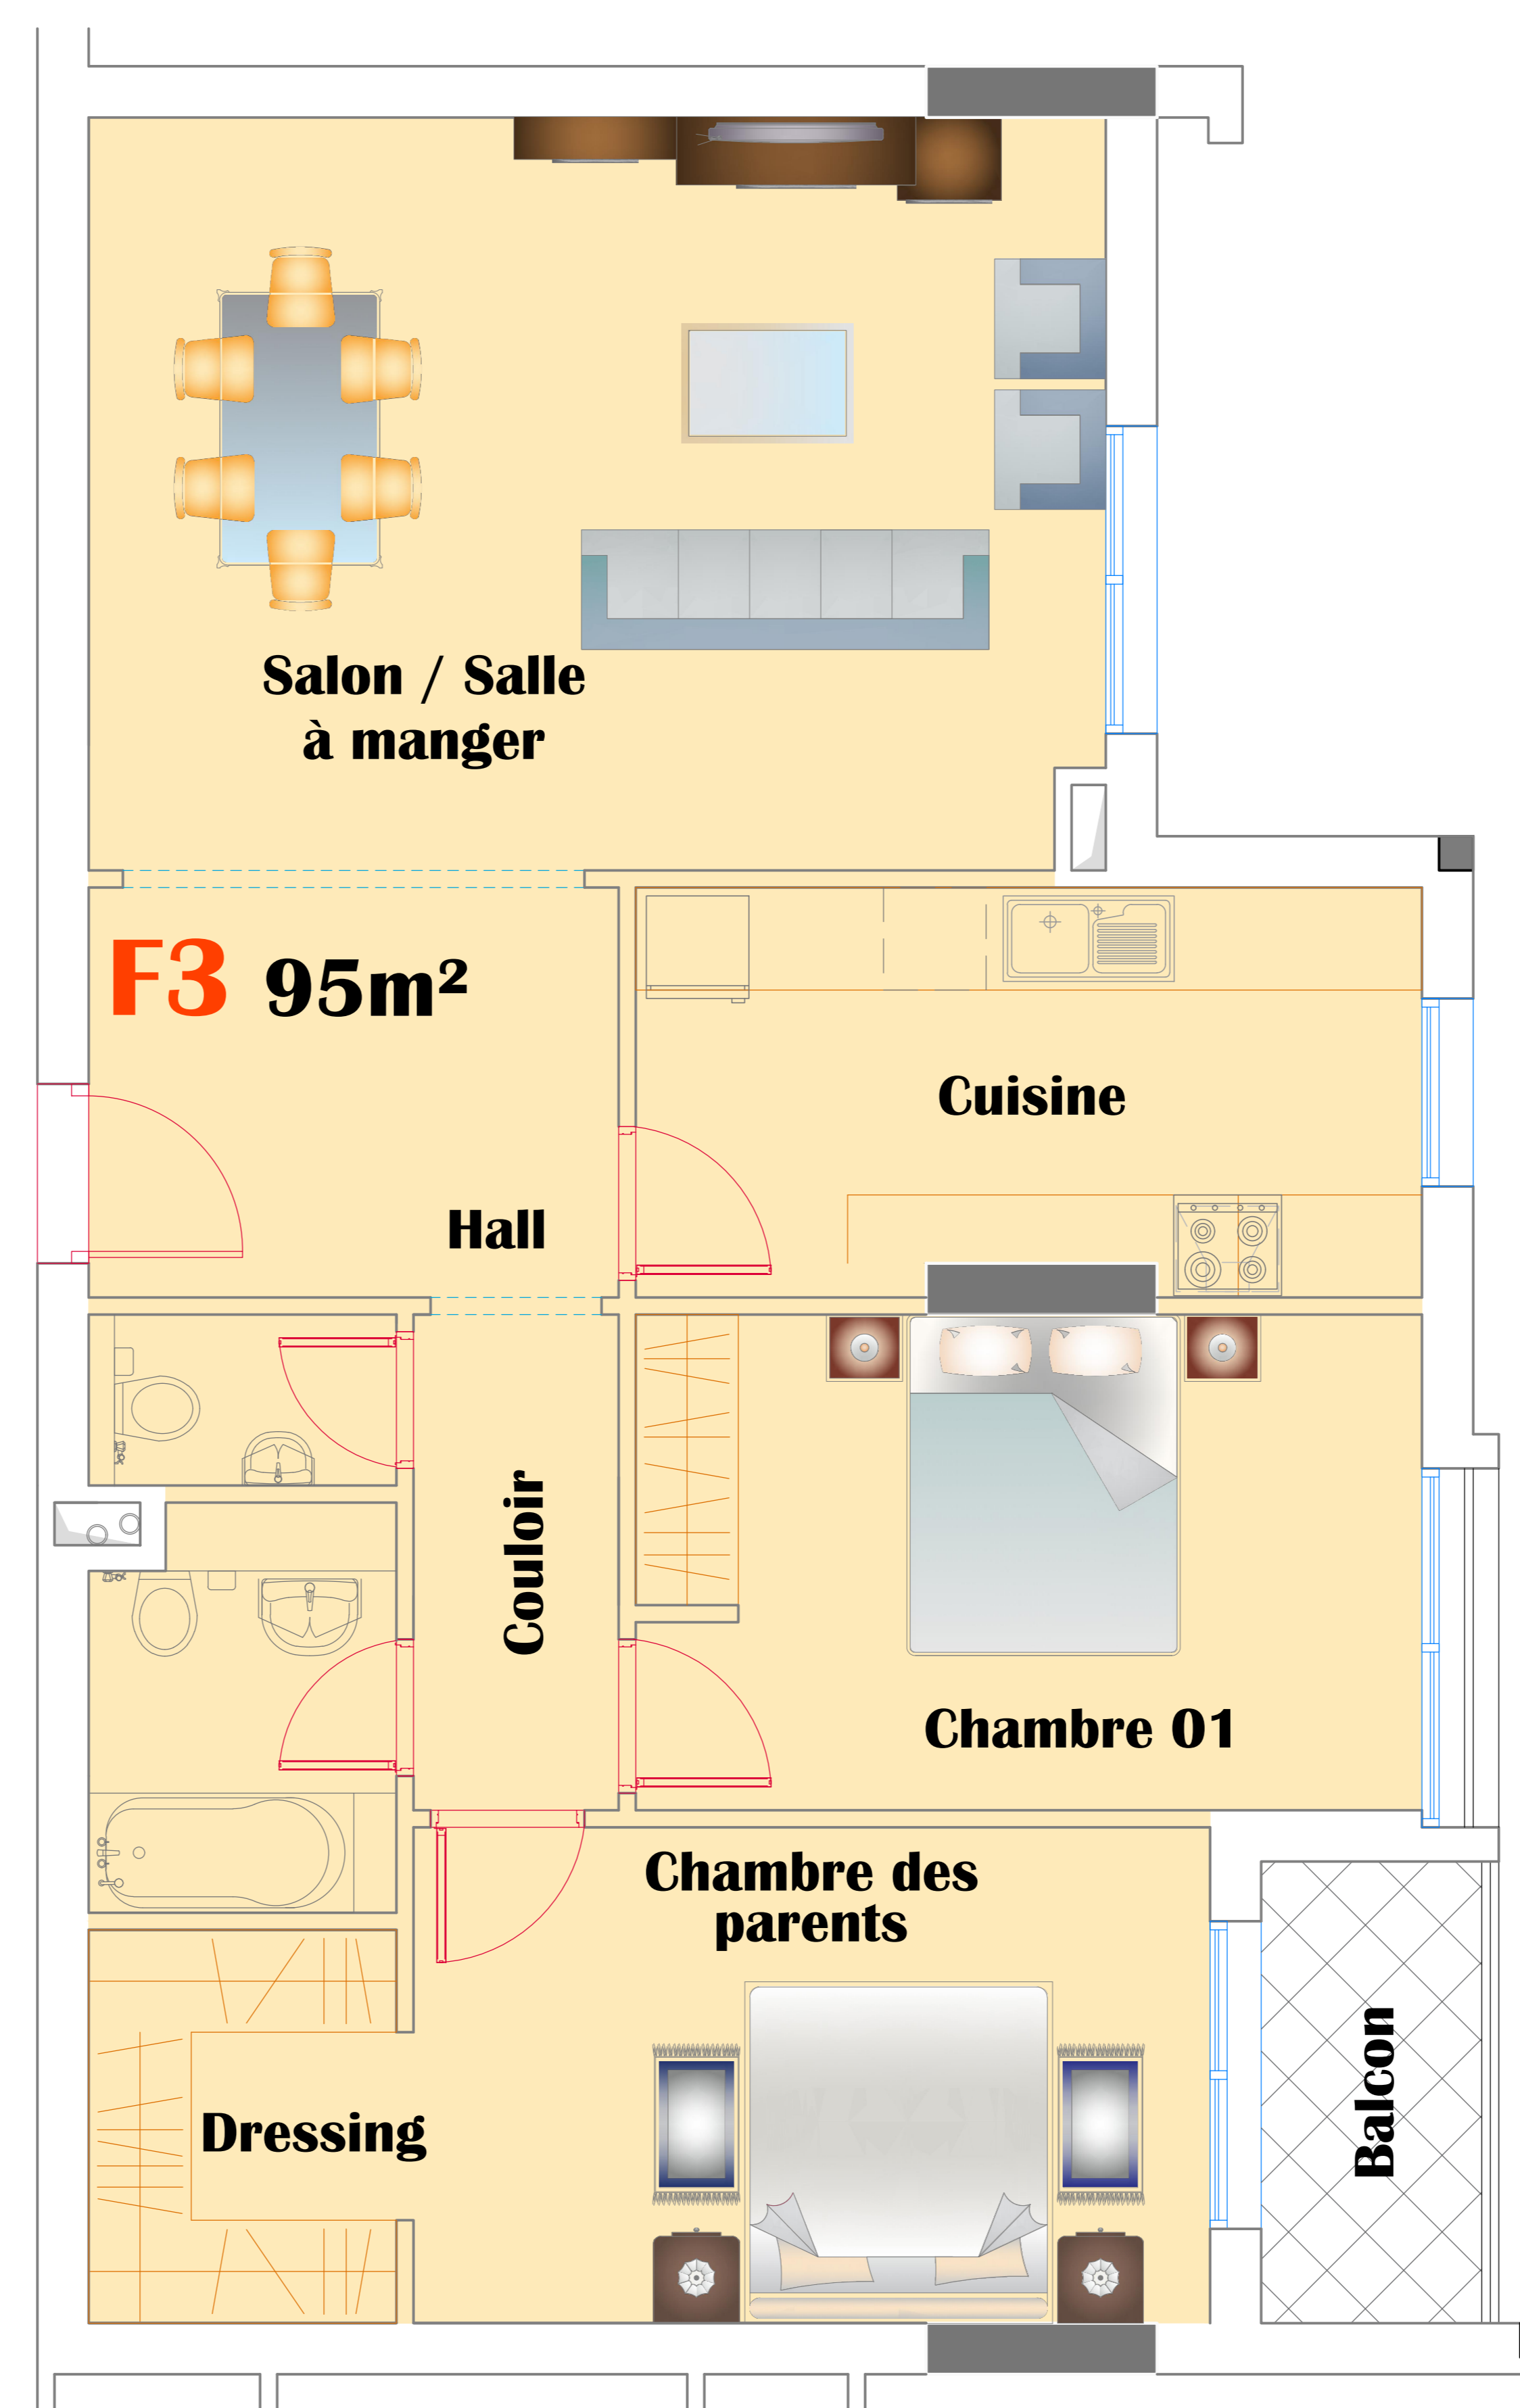 Salon / Salle
à manger
F3 95m²
Cuisine
Hall
Couloir
Chambre 01
Chambre des
parents
Dressing
Balcon